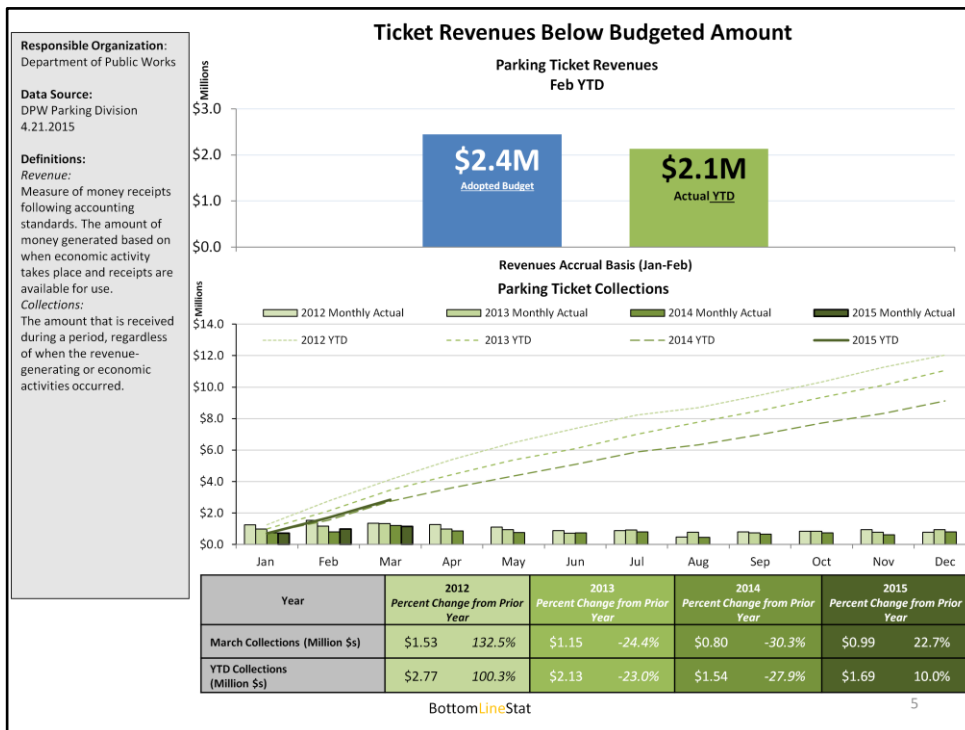 Ticket Revenues Below Budgeted Amount
Responsible Organization:
Department of Public Works
Data Source:
DPW Parking Division
4.21.2015
Definitions:
Revenue:
Measure of money receipts
following accounting
standards. The amount of
money generated based on
when economic activity
takes place and receipts are
available for use.
Collections:
The amount that is received
during a period, regardless
of when the revenue-
generating or economic
activities occurred.
Parking Ticket Revenues
Feb YTD
Millions
$3.0
$2.0
$1.0
$0.0
$2.4M
Adopted Budget
$2.1M
Actual YTD
Revenues Accrual Basis (Jan-Feb)
Parking Ticket Collections
Millions
2012 Monthly Actual 2013 Monthly Actual 2014 Monthly Actual 2015 Monthly Actual
2012 YTD 2013 YTD 2014 YTD 2015 YTD
$14.0
$12.0
$10.0
$8.0
$6.0
$4.0
$2.0
$0.0
Jan Feb Mar Apr May Jun Jul Aug Sep Oct Nov Dec
Year
2012
Percent Change from Prior
Year
2013
Percent Change from Prior
Year
2014
Percent Change from Prior
Year
2015
Percent Change from Prior
Year
March Collections (Million $s) $1.53 132.5% $1.15 -24.4% $0.80 -30.3% $0.99 22.7%
YTD Collections
(Million $s)
$2.77 100.3% $2.13 -23.0% $1.54 -27.9% $1.69 10.0%
BottomLineStat
5